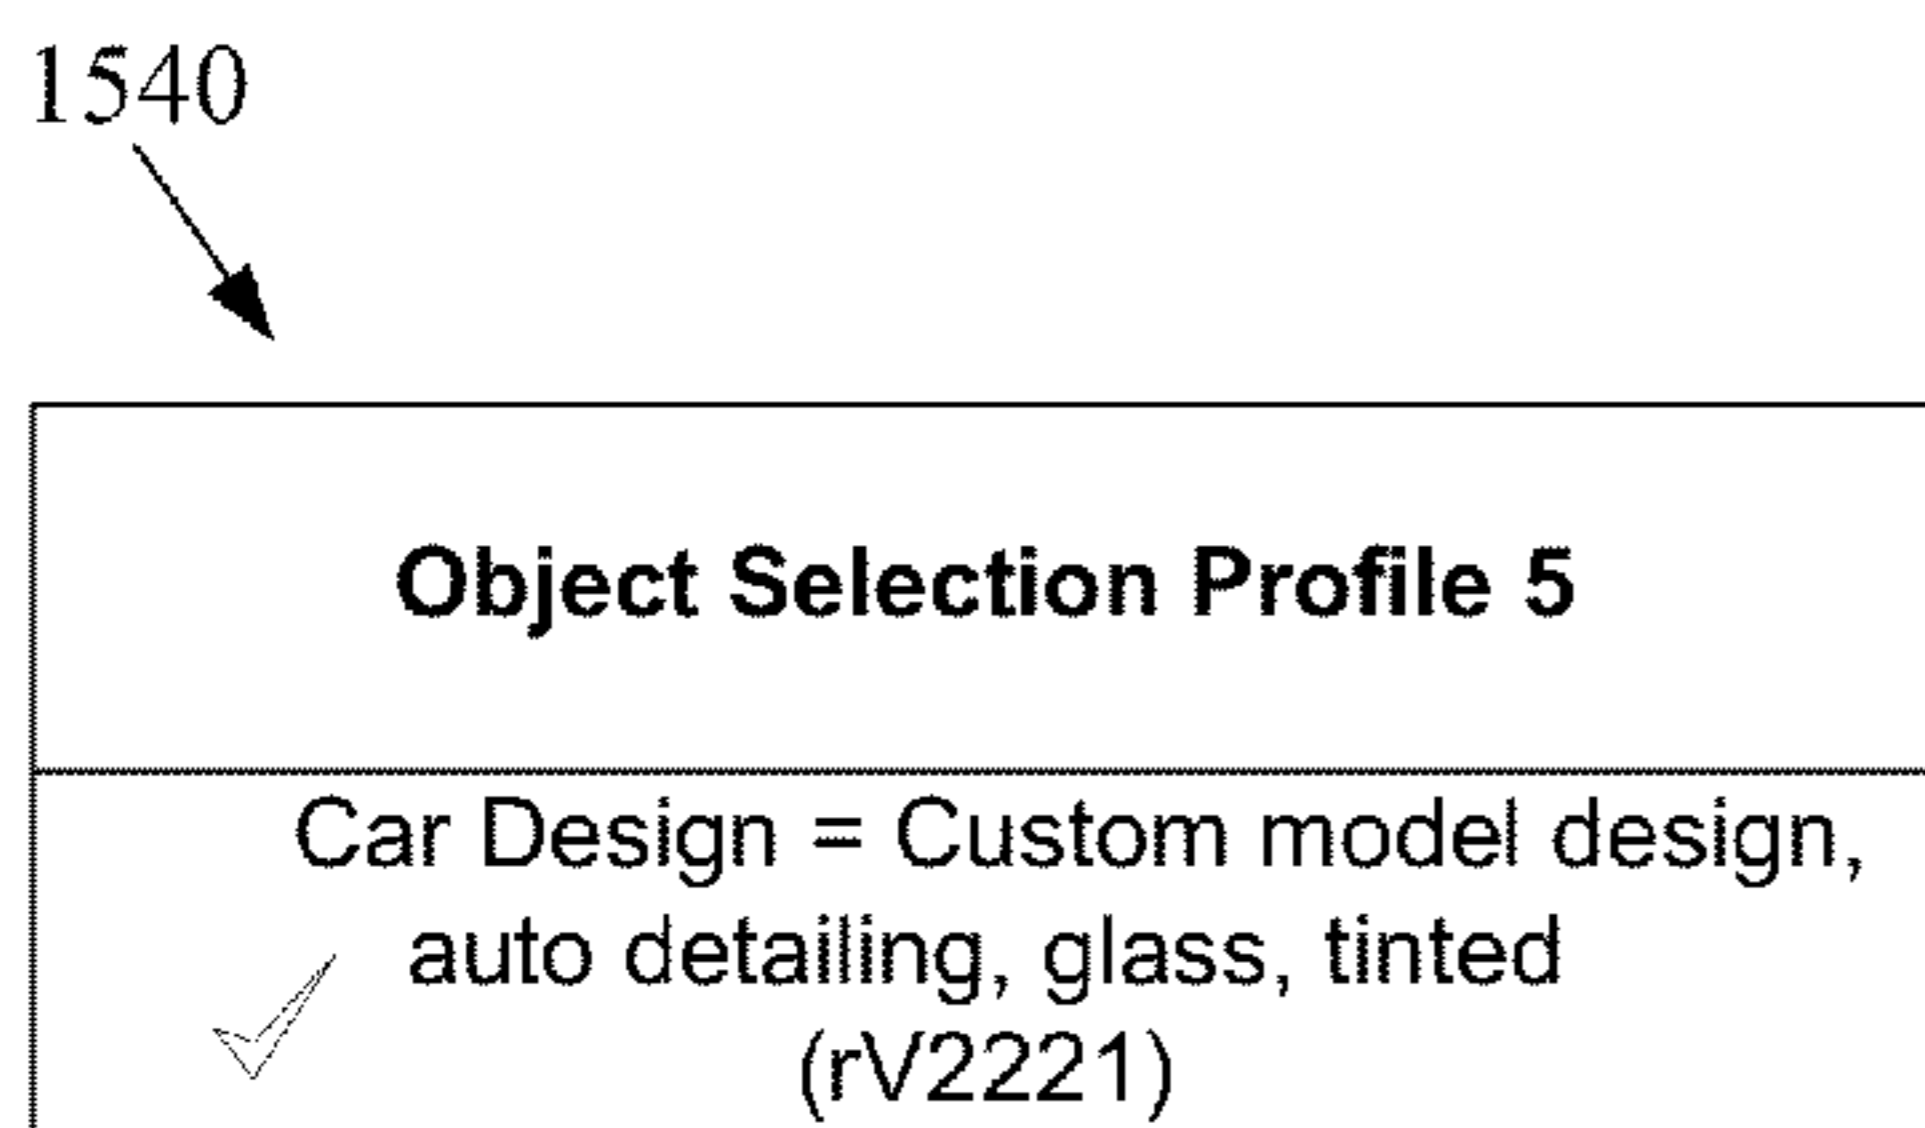 1540
Object Selection Profile 5
Car Design = Custom model design,
auto detailing, glass, tinted
(rV2221)